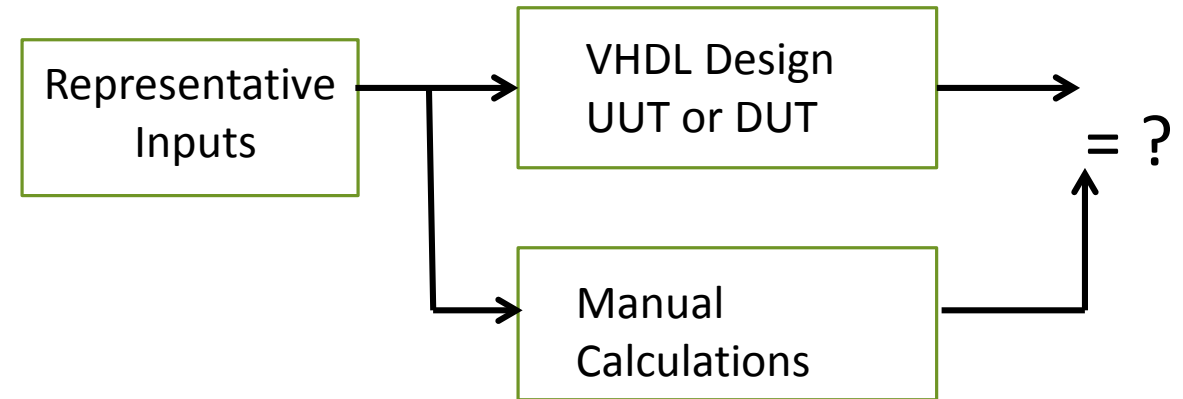 Representative
Inputs
VHDL Design
UUT or DUT
= ?
Manual
Calculations